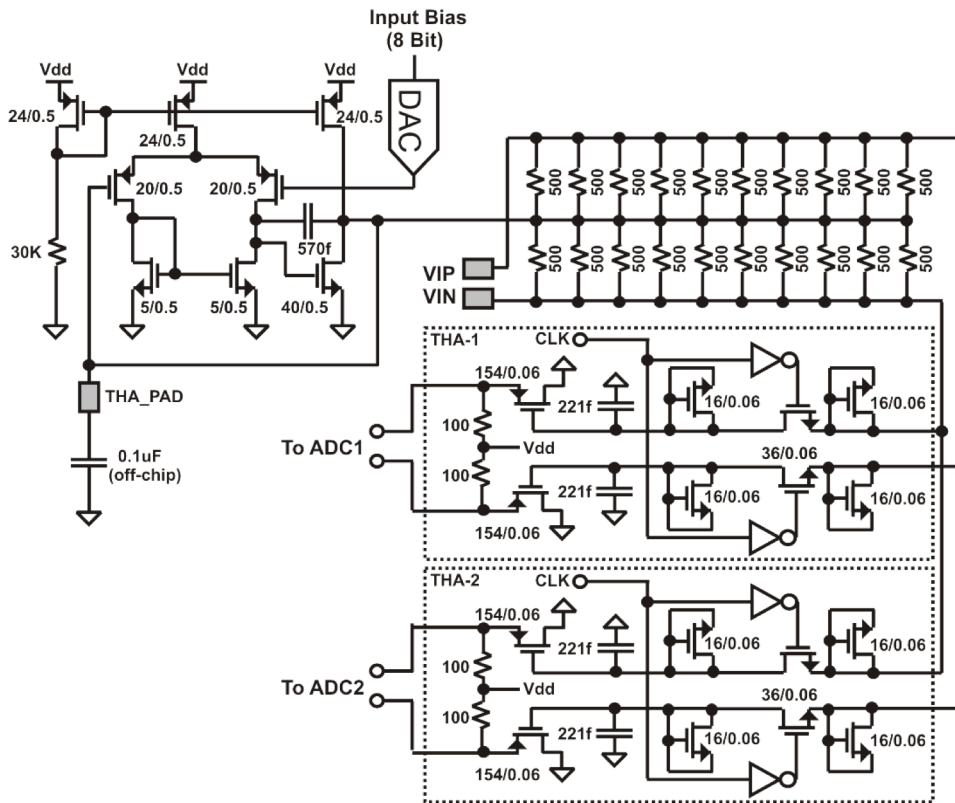 Input Bias
(8 Bit)
DAC
Vdd
Vdd
Vdd
24/0.5
24/0.5
24/0.5
20/0.5
20/0.5
570f
30K
5/0.5
5/0.5
40/0.5
500 500 500 500 500 500 500 500 500 500
500 500 500 500 500 500 500 500 500 500
VIP
VIN
THA_PAD
0.1uF
(off-chip)
THA-1
CLK
154/0.06
221f
16/0.06
16/0.06
100
Vdd
To ADC1
100
36/0.06
221f
16/0.06
16/0.06
154/0.06
THA-2
CLK
154/0.06
221f
16/0.06
16/0.06
100
Vdd
To ADC2
100
36/0.06
221f
16/0.06
16/0.06
154/0.06